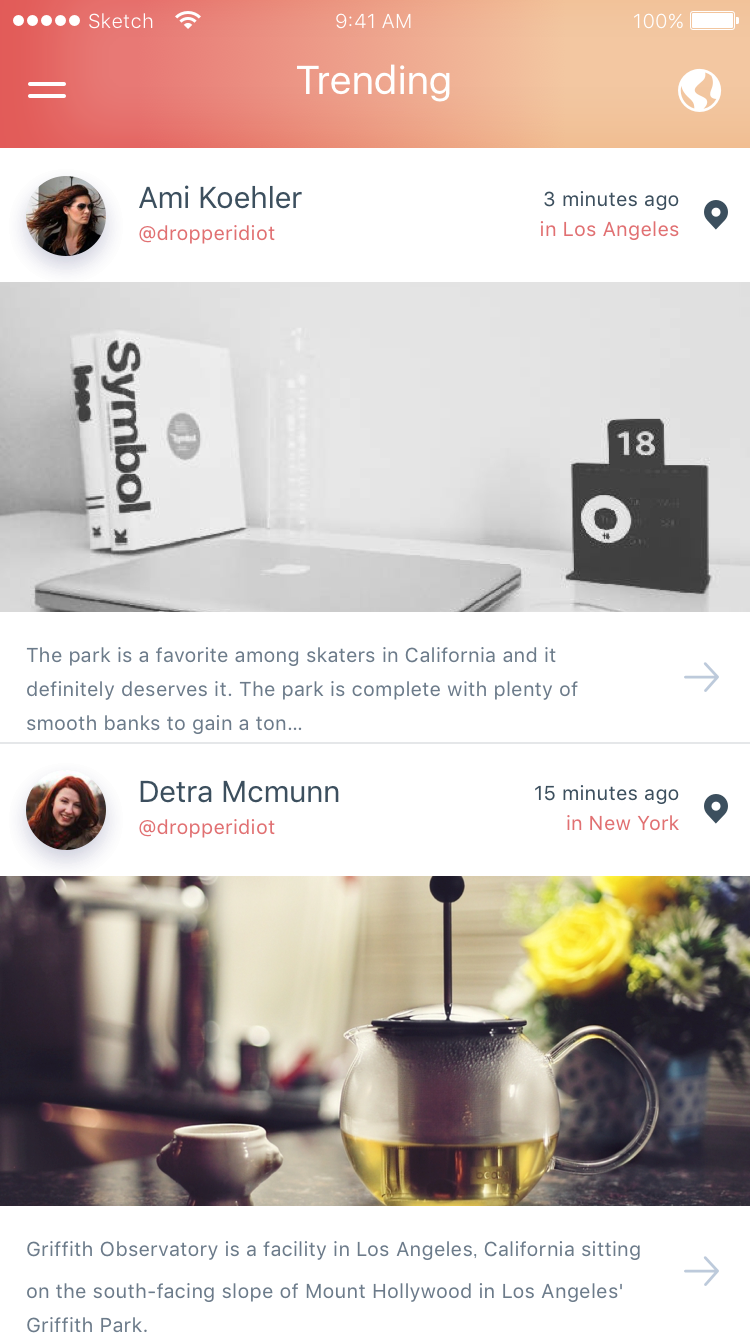 Sketch 9:41 AM 100%
Trending
Ami Koehler 3 minutes ago
@dropperidiot in Los Angeles
logo
Symbol
Symbol
18
16
The park is a favorite among skaters in California and it
definitely deserves it. The park is complete with plenty of
smooth banks to gain a ton...
Detra Mcmunn 15 minutes ago
@dropperidiot in New York
Griffith Observatory is a facility in Los Angeles, California sitting
on the south-facing slope of Mount Hollywood in Los Angeles'
Griffith Park.